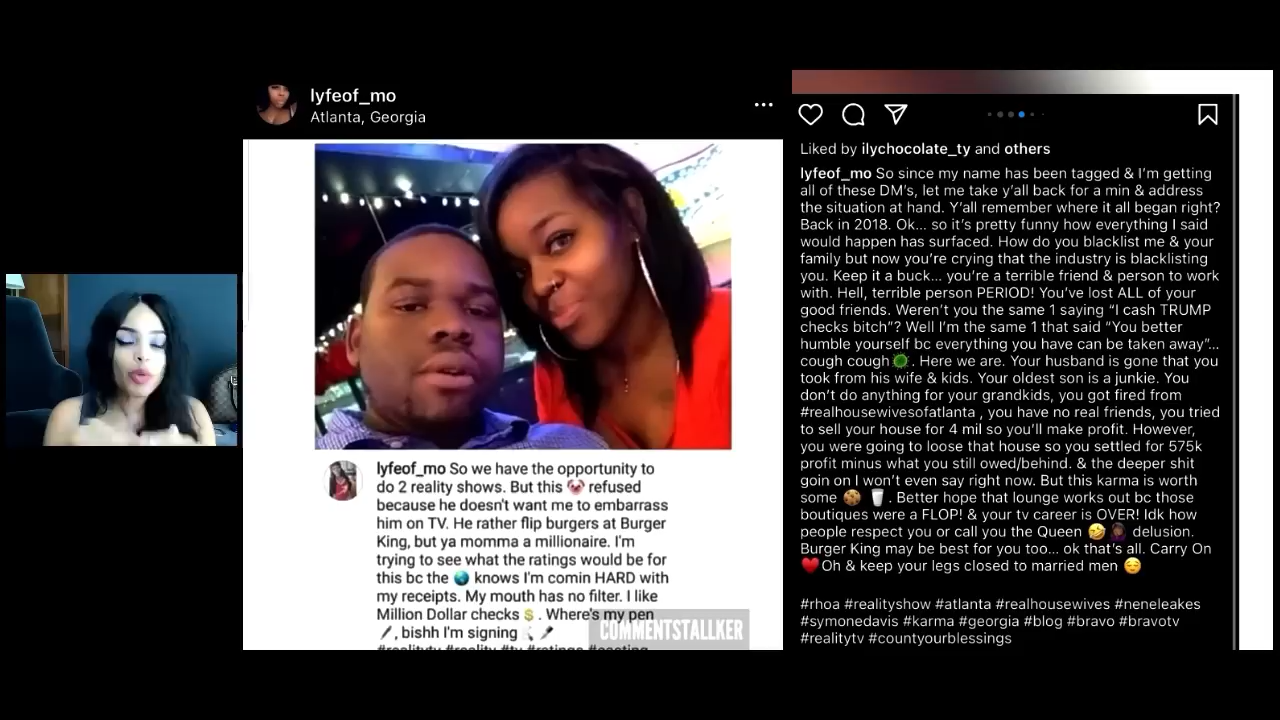 lyfeof_mo
Atlanta, Georgia
lyfeof_mo So we have the opportunity to
do 2 reality shows. But this 🤡 refused
because he doesn't want me to embarrass
him on TV. He rather flip burgers at Burger
King, but ya momma a millionaire. I'm
trying to see what the ratings would be for
this bc the 🌏 knows I'm comin HARD with
my receipts. My mouth has no filter. I like
Million Dollar checks 💲. Where's my pen
🖊, bishh I'm signing
#realitytv #reality #tv #ratings #casting
COMMENTSTALLKER
Liked by ilychocolate_ty and others
lyfeof_mo So since my name has been tagged & I'm getting
all of these DM's, let me take y'all back for a min & address
the situation at hand. Y'all remember where it all began right?
Back in 2018. Ok... so it's pretty funny how everything I said
would happen has surfaced. How do you blacklist me & your
family but now you're crying that the industry is blacklisting
you. Keep it a buck... you're a terrible friend & person to work
with. Hell, terrible person PERIOD! You've lost ALL of your
good friends. Weren't you the same 1 saying "I cash TRUMP
checks bitch"? Well I'm the same 1 that said "You better
humble yourself bc everything you have can be taken away"...
cough cough🦠. Here we are. Your husband is gone that you
took from his wife & kids. Your oldest son is a junkie. You
don't do anything for your grandkids, you got fired from
#realhousewivesofatlanta , you have no real friends, you tried
to sell your house for 4 mil so you'll make profit. However,
you were going to loose that house so you settled for 575k
profit minus what you still owed/behind. & the deeper shit
goin on I won't even say right now. But this karma is worth
some 🍪 🥛. Better hope that lounge works out bc those
boutiques were a FLOP! & your tv career is OVER! Idk how
people respect you or call you the Queen 🤣🤦🏾‍♀️ delusion.
Burger King may be best for you too... ok that's all. Carry On
♥️Oh & keep your legs closed to married men 😌
#rhoa #realityshow #atlanta #realhousewives #neneleakes
#symonedavis #karma #georgia #blog #bravo #bravotv
#realitytv #countyourblessings